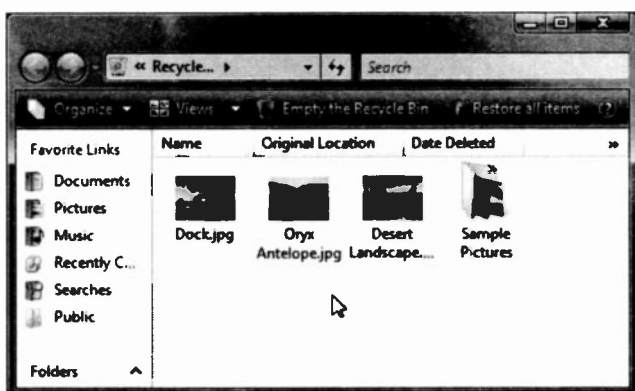 « Recycle... Search
Organize Views Empty the Recycle Bin Restore all items ?
Favorite Links Name Original Location Date Deleted »
Documents
Pictures
Music
Recently C...
Searches
Public
Folders
Dock.jpg
Oryx
Antelope.jpg
Desert
Landscape....
Sample
Pictures